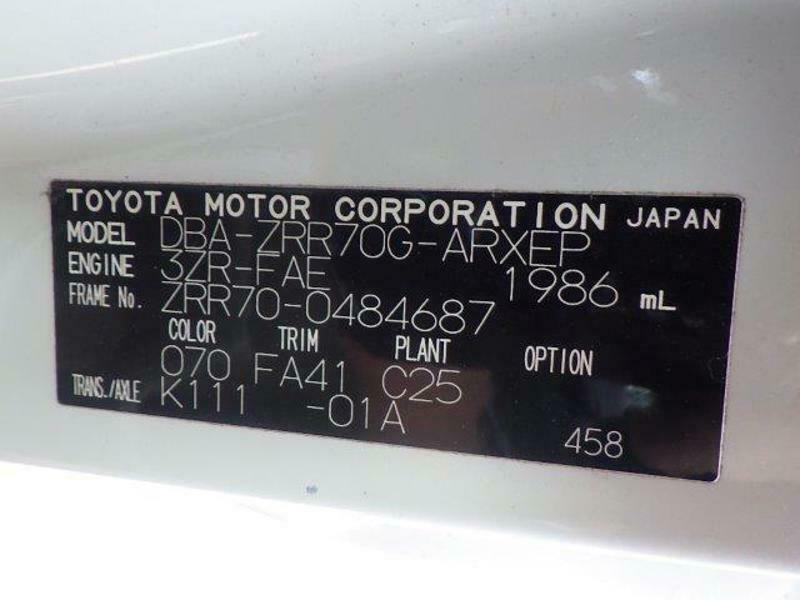 TOYOTA MOTOR CORPORATION JAPAN
MODEL DBA-ZRR70G-ARXEP
ENGINE 3ZR-FAE 1986 mL
FRAME No. ZRR70-0484687
COLOR TRIM PLANT OPTION
070 FA41 C25
TRANS./AXLE K111 -01A
458